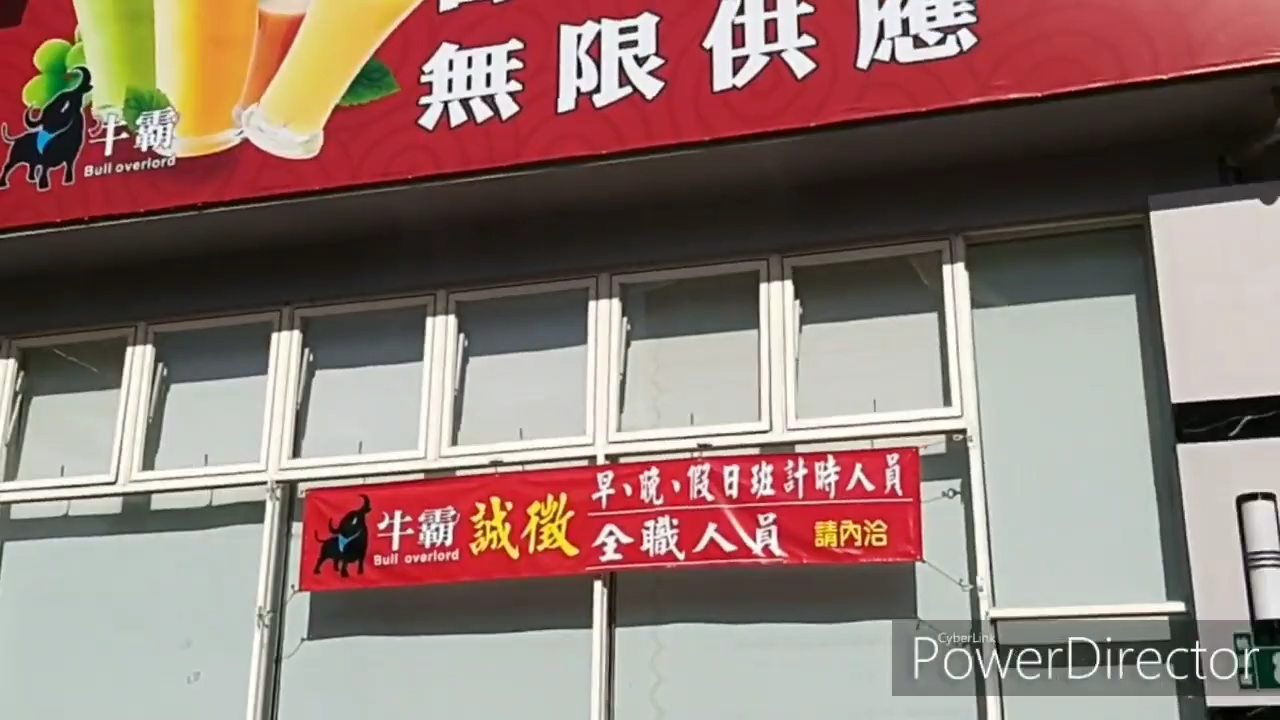 無限供應
牛霸
Bull overlord
牛霸
Bull overlord
誠徵
早、晚、假日班計時人員
全職人員
請內洽
CyberLink
PowerDirector